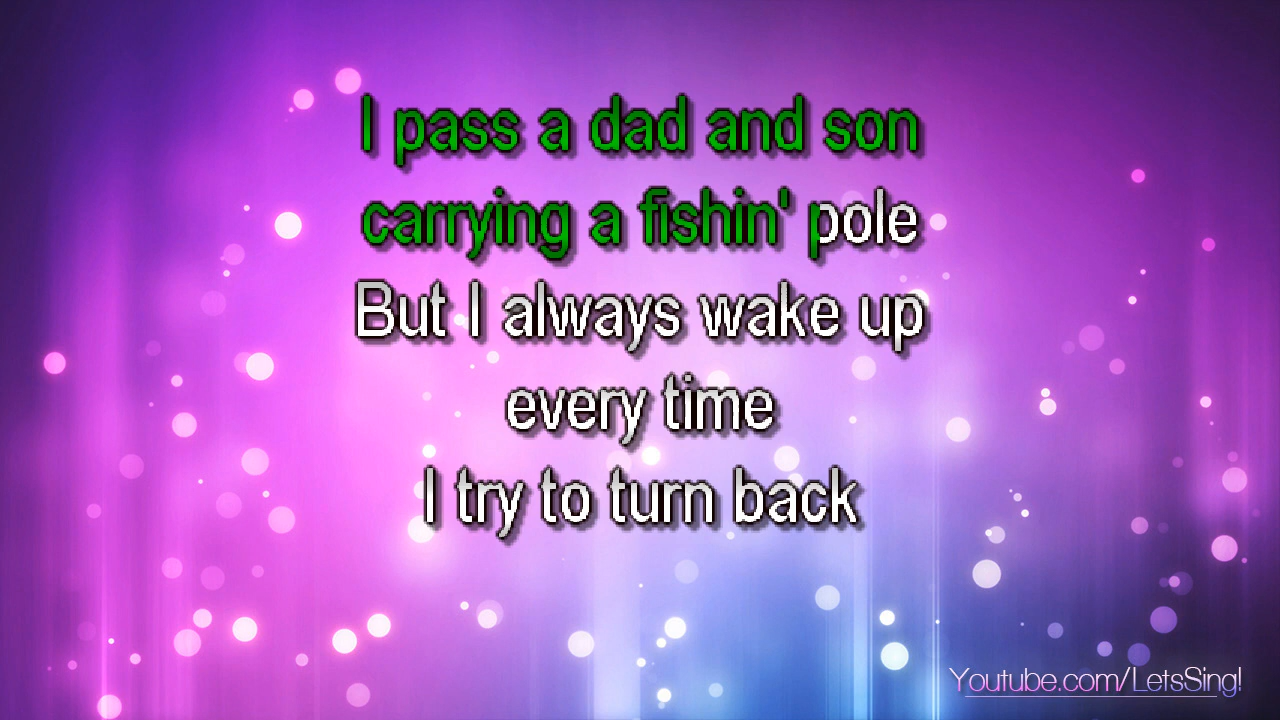 I pass a dad and son
carrying a fishin' pole
But I always wake up
every time
I try to turn back
Youtube.com/LetsSing!